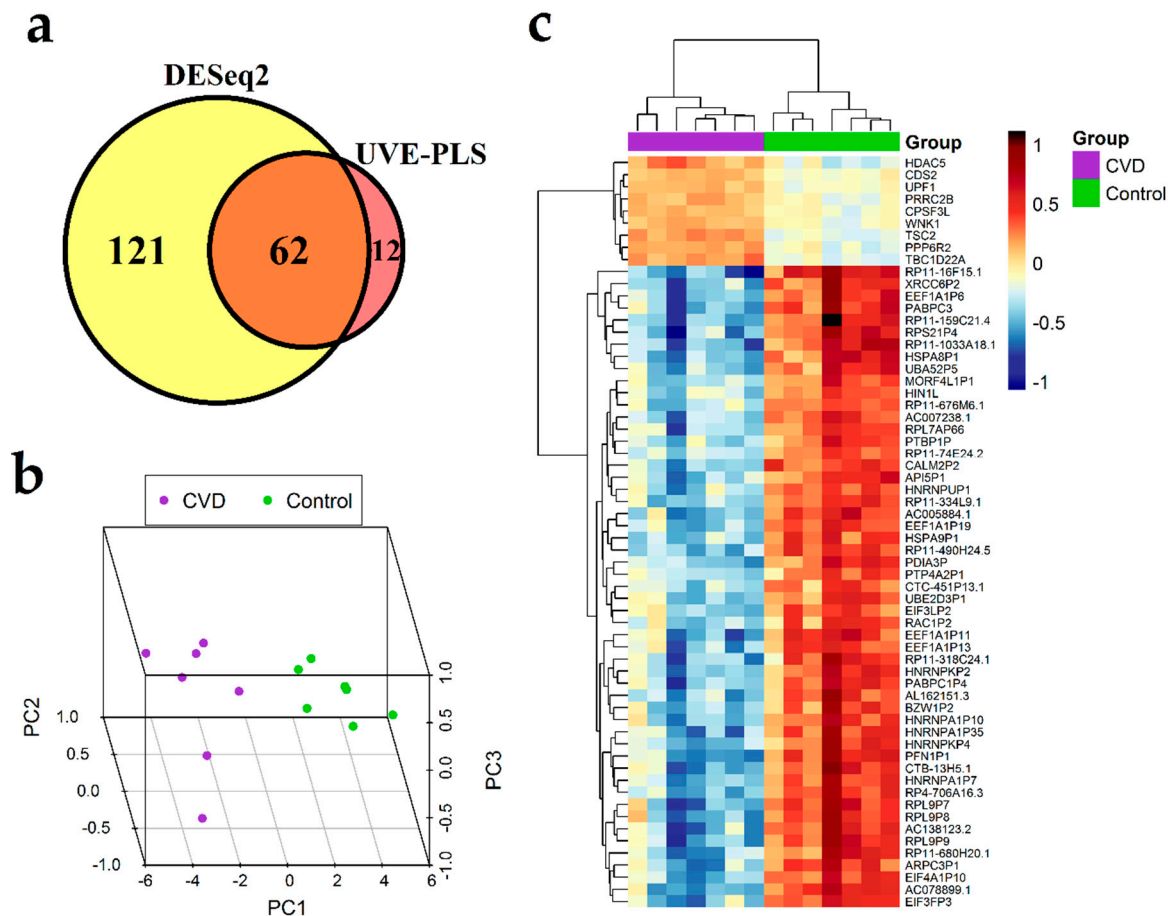 a
DESeq2
UVE-PLS
121
62
12
b
CVD
Control
PC2
1.0
0.5
0.0
-0.5
-1.0
-6
-4
-2
0
2
4
6
PC1
1.0
0.5
0.0
-0.5
-1.0
PC3
c
Group
HDAC5
CDS2
UPF1
PRRC2B
CPSF3L
WNK1
TSC2
PPP6R2
TBC1D22A
RP11-16F15.1
XRCC6P2
EEF1A1P6
PABPC3
RP11-159C21.4
RPS21P4
RP11-1033A18.1
HSPA8P1
UBA52P5
MORF4L1P1
HIN1L
RP11-676M6.1
AC007238.1
RPL7AP66
PTBP1P
RP11-74E24.2
CALM2P2
API5P1
HNRNPUP1
RP11-334L9.1
AC005884.1
EEF1A1P19
HSPA9P1
RP11-490H24.5
PDIA3P
PTP4A2P1
CTC-451P13.1
UBE2D3P1
EIF3LP2
RAC1P2
EEF1A1P11
EEF1A1P13
RP11-318C24.1
HNRNPKP2
PABPC1P4
AL162151.3
BZW1P2
HNRNPA1P10
HNRNPA1P35
HNRNPKP4
PFN1P1
CTB-13H5.1
HNRNPA1P7
RP4-706A16.3
RPL9P7
RPL9P8
AC138123.2
RPL9P9
RP11-680H20.1
ARPC3P1
EIF4A1P10
AC078899.1
EIF3FP3
1
0.5
0
-0.5
-1
Group
CVD
Control